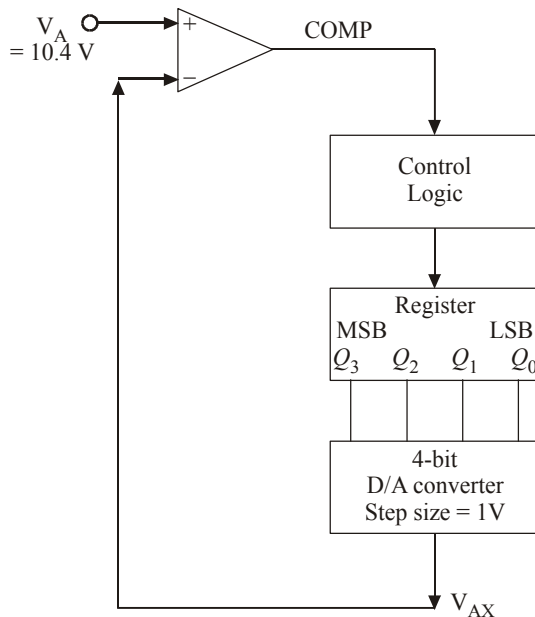 V_A
= 10.4 V
+
−
COMP
Control
Logic
Register
MSB LSB
Q_3 Q_2 Q_1 Q_0
4-bit
D/A converter
Step size = 1V
V_AX